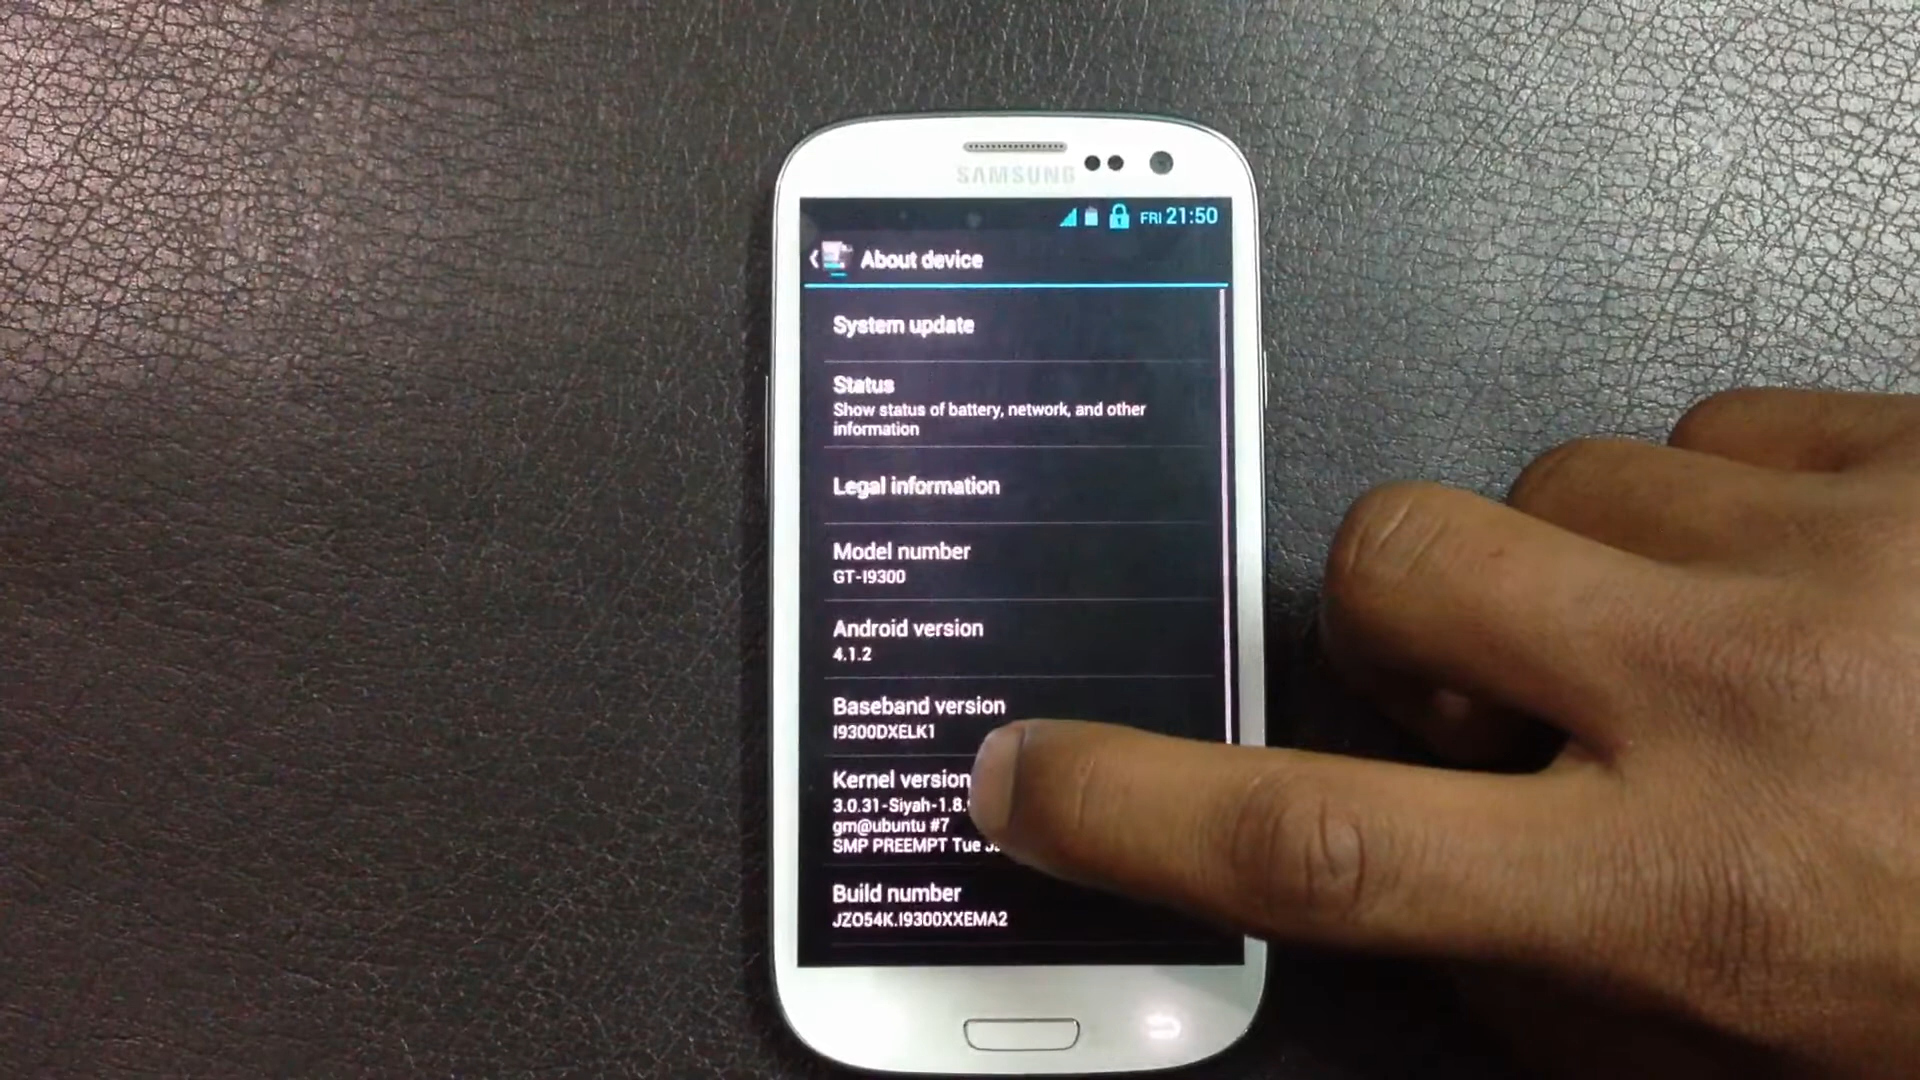 SAMSUNG
FRI 21:50
About device
System update
Status
Show status of battery, network, and other
information
Legal information
Model number
GT-I9300
Android version
4.1.2
Baseband version
I9300DXELK1
Kernel version
3.0.31-Siyah-1.8.
gm@ubuntu #7
SMP PREEMPT Tue
Build number
JZO54K.I9300XXEMA2